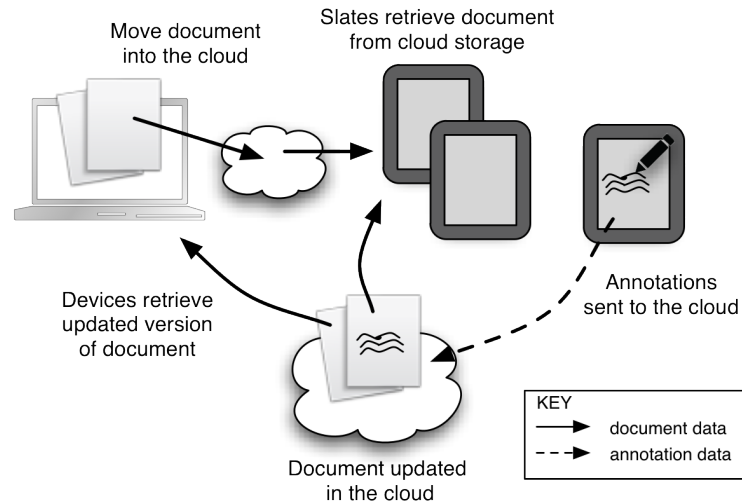 Move document
into the cloud
Slates retrieve document
from cloud storage
Annotations
sent to the cloud
Devices retrieve
updated version
of document
Document updated
in the cloud
KEY
document data
annotation data